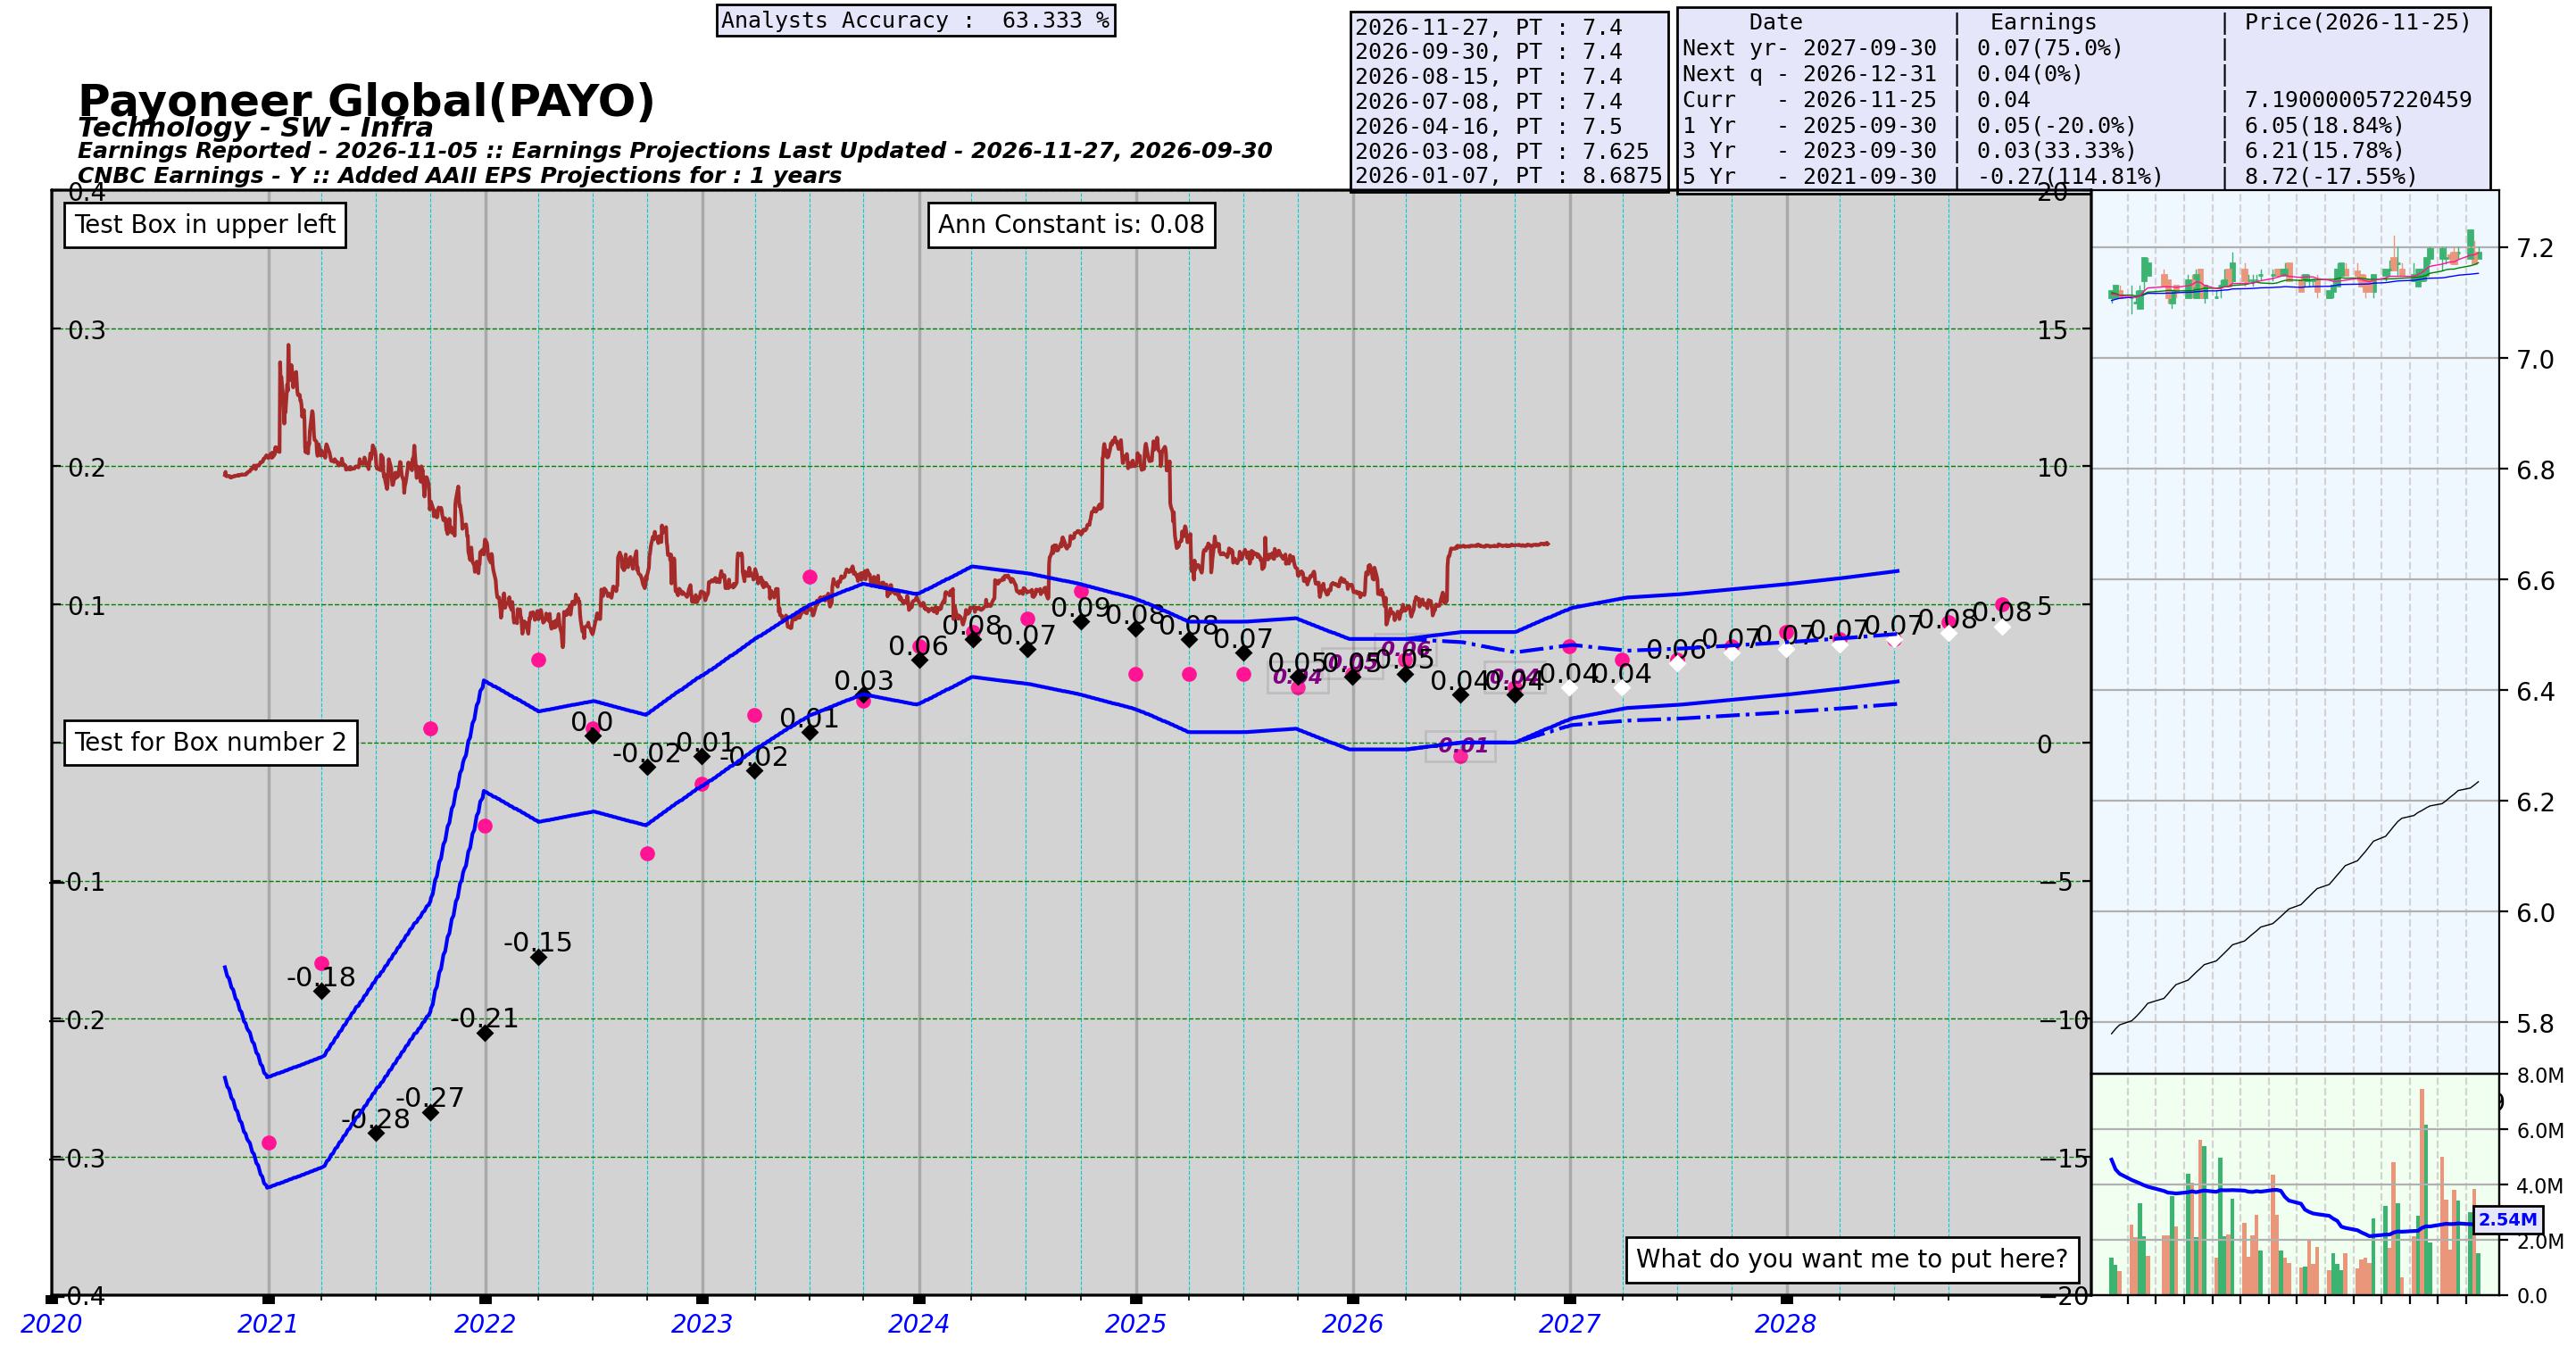 Analysts Accuracy :  63.333 %
2026-11-27, PT : 7.4
2026-09-30, PT : 7.4
2026-08-15, PT : 7.4
2026-07-08, PT : 7.4
2026-04-16, PT : 7.5
2026-03-08, PT : 7.625
2026-01-07, PT : 8.6875
Date | Earnings | Price(2026-11-25)
Next yr- 2027-09-30 | 0.07(75.0%) |
Next q - 2026-12-31 | 0.04(0%) |
Curr - 2026-11-25 | 0.04 | 7.190000057220459
1 Yr - 2025-09-30 | 0.05(-20.0%) | 6.05(18.84%)
3 Yr - 2023-09-30 | 0.03(33.33%) | 6.21(15.78%)
5 Yr - 2021-09-30 | -0.27(114.81%) | 8.72(-17.55%)
Payoneer Global(PAYO)
Technology - SW - Infra
Earnings Reported - 2026-11-05 :: Earnings Projections Last Updated - 2026-11-27, 2026-09-30
CNBC Earnings - Y :: Added AAII EPS Projections for : 1 years
Test Box in upper left
Ann Constant is: 0.08
Test for Box number 2
What do you want me to put here?
0.4
0.3
0.2
0.1
−0.1
−0.2
−0.3
−0.4
20
15
10
5
0
−5
−10
−15
−20
-0.18
-0.28
-0.27
-0.21
-0.15
0.0
-0.02
0.01
-0.02
0.01
0.03
0.06
0.08
0.07
0.09
0.08
0.08
0.07
0.05
0.05
0.05
0.04
0.04
0.04
0.04
0.06
0.07
0.07
0.07
0.07
0.08
0.08
0.04
0.05
0.06
0.04
7.2
7.0
6.8
6.6
6.4
6.2
6.0
5.8
8.0M
6.0M
4.0M
2.54M
2.0M
0.0
2020
2021
2022
2023
2024
2025
2026
2027
2028